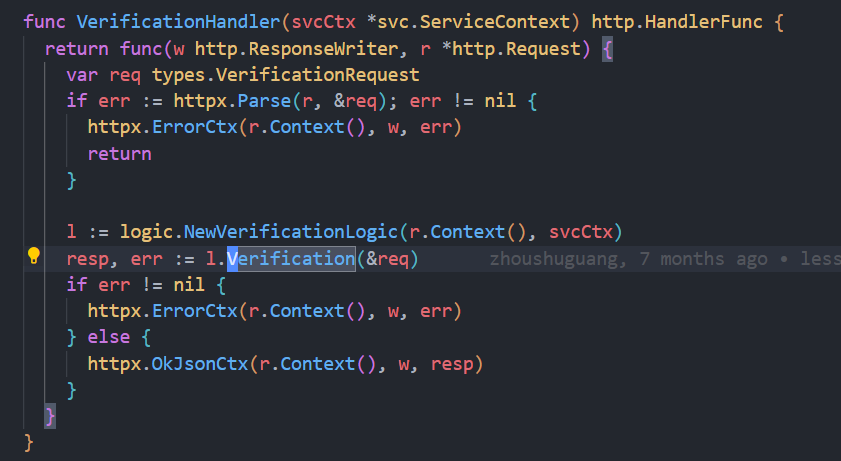 func VerificationHandler(svcCtx *svc.ServiceContext) http.HandlerFunc {
return func(w http.ResponseWriter, r *http.Request) {
var req types.VerificationRequest
if err := httpx.Parse(r, &req); err != nil {
httpx.ErrorCtx(r.Context(), w, err)
return
}
l := logic.NewVerificationLogic(r.Context(), svcCtx)
resp, err := l.Verification(&req) zhoushuguang, 7 months ago • less
if err != nil {
httpx.ErrorCtx(r.Context(), w, err)
} else {
httpx.OkJsonCtx(r.Context(), w, resp)
}
}
}